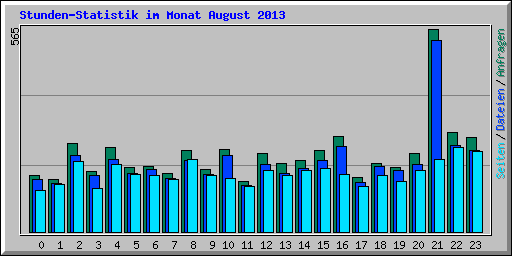 Stunden-Statistik im Monat August 2013
565
Seiten / Dateien / Anfragen
0 1 2 3 4 5 6 7 8 9 10 11 12 13 14 15 16 17 18 19 20 21 22 23